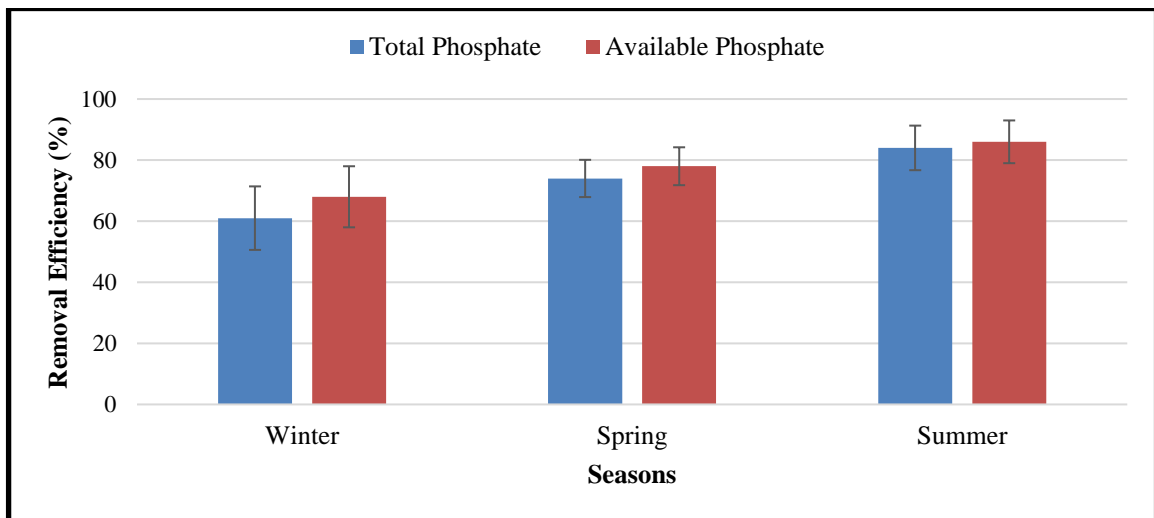 Total Phosphate Available Phosphate
Removal Efficiency (%)
100
80
60
40
20
0
Winter Spring Summer
Seasons